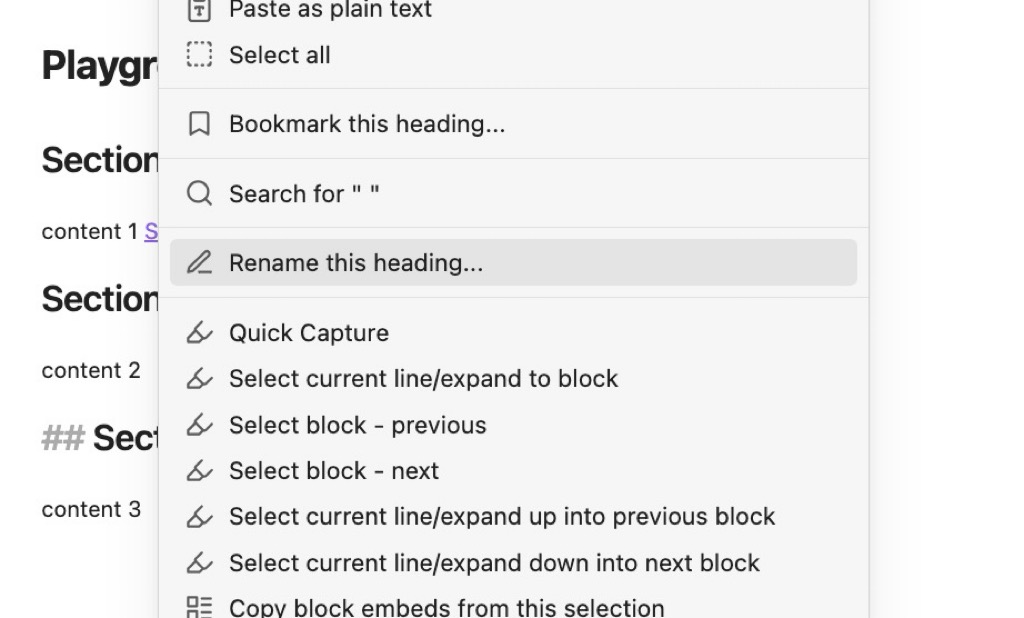 Paste as plain text
Select all
Bookmark this heading...
Search for " "
Rename this heading...
Quick Capture
Select current line/expand to block
Select block - previous
Select block - next
Select current line/expand up into previous block
Select current line/expand down into next block
Copy block embeds from this selection
Playgr
Section
content 1 S
Section
content 2
## Sect
content 3